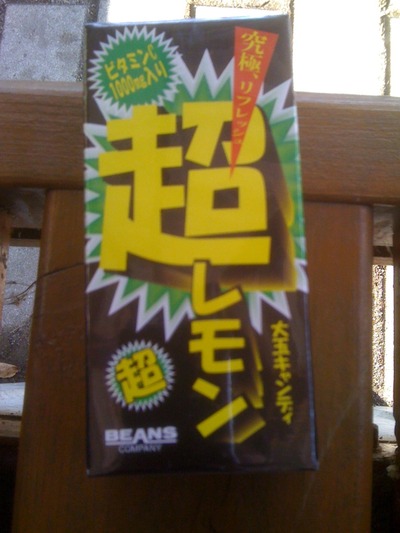 ビタミンC
1000mg入り
究極、リフレッシュ
超
レモン
大玉キャンディ
超
BEANS
COMPANY